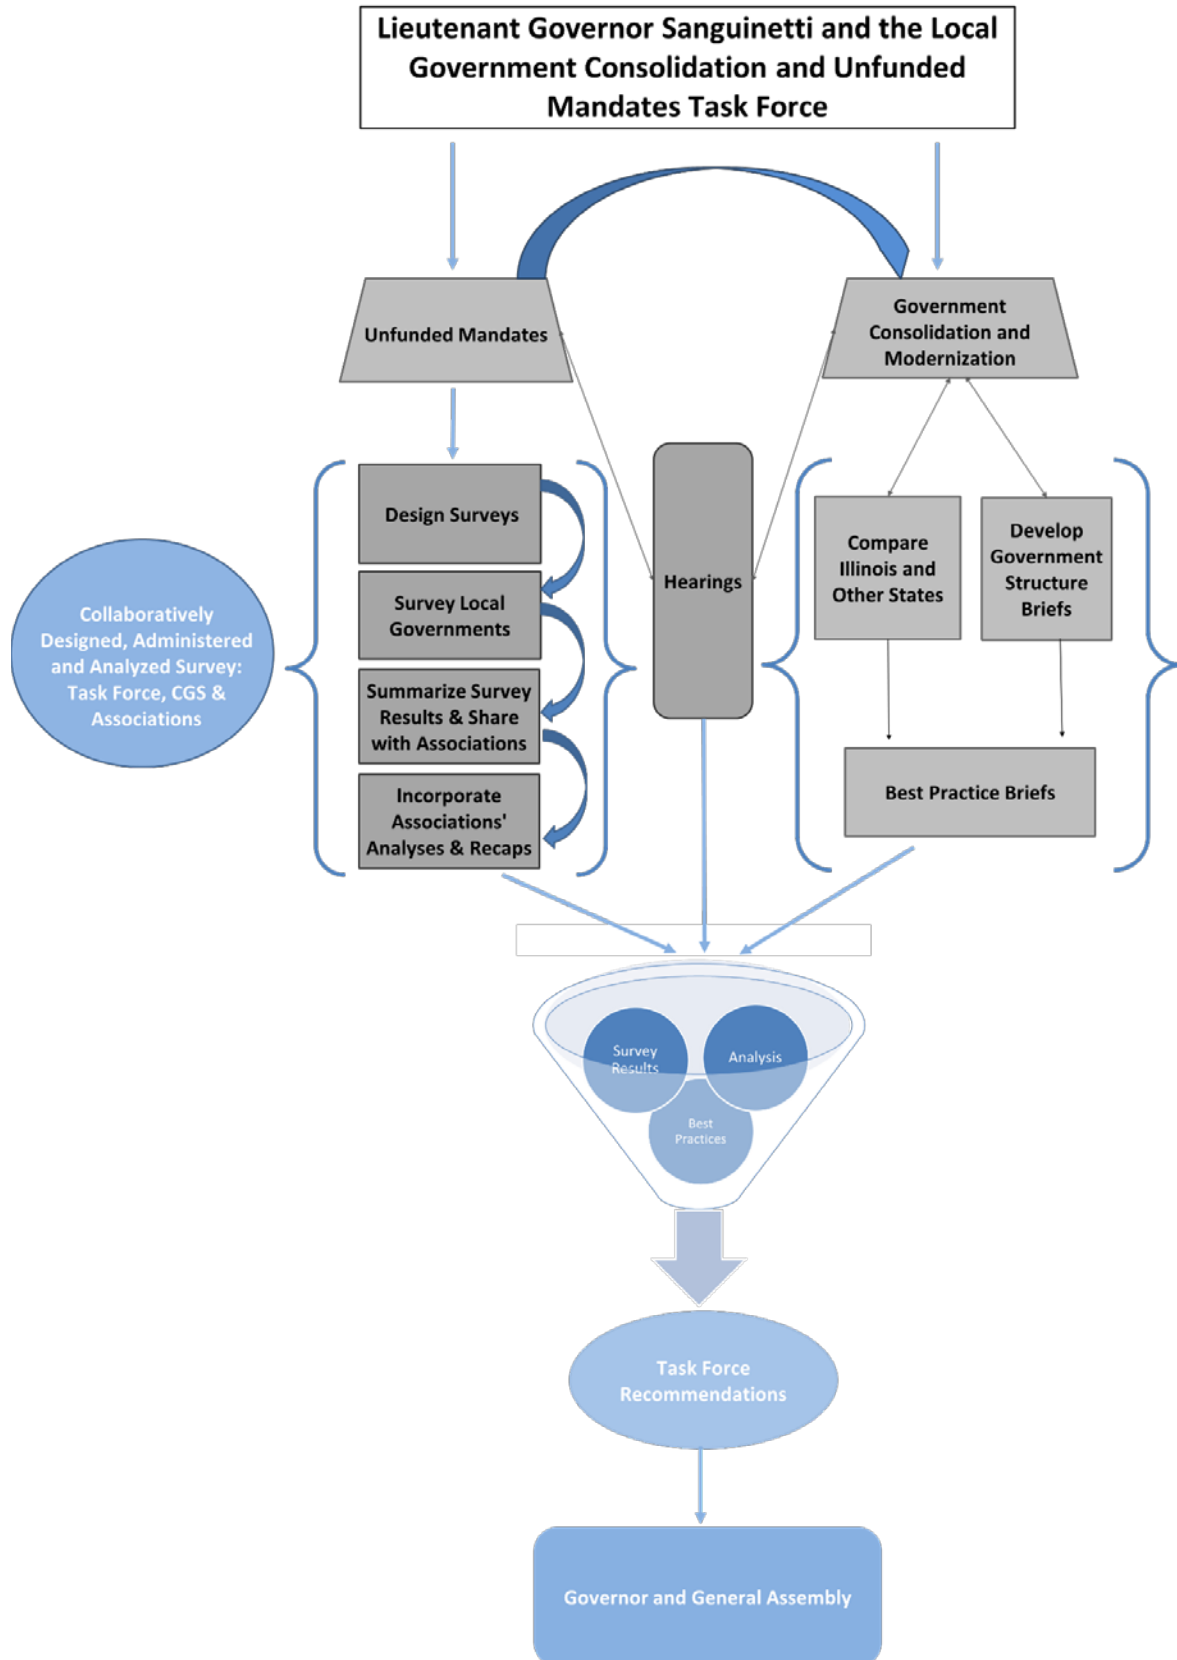 Lieutenant Governor Sanguinetti and the Local
Government Consolidation and Unfunded
Mandates Task Force
Unfunded Mandates
Government
Consolidation and
Modernization
Collaboratively
Designed, Administered
and Analyzed Survey:
Task Force, CGS &
Associations
Design Surveys
Survey Local
Governments
Summarize Survey
Results & Share
with Associations
Incorporate
Associations'
Analyses & Recaps
Hearings
Compare
Illinois and
Other States
Develop
Government
Structure
Briefs
Best Practice Briefs
Survey
Results
Analysis
Best
Practices
Task Force
Recommendations
Governor and General Assembly